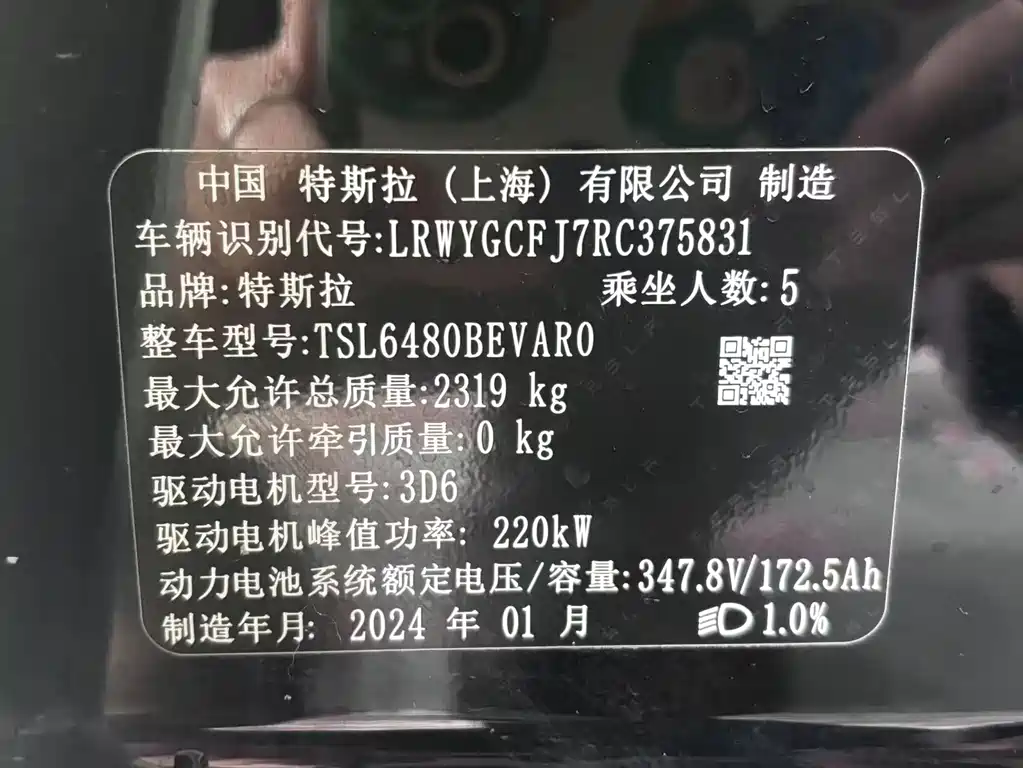 中国 特斯拉 (上海) 有限公司 制造
车辆识别代号:LRWYGCFJ7RC375831
品牌:特斯拉 乘坐人数:5
整车型号:TSL6480BEVAR0
最大允许总质量:2319 kg
最大允许牵引质量:0 kg
驱动电机型号:3D6
驱动电机峰值功率: 220kW
动力电池系统额定电压/容量:347.8V/172.5Ah
制造年月: 2024 年 01 月 1.0%